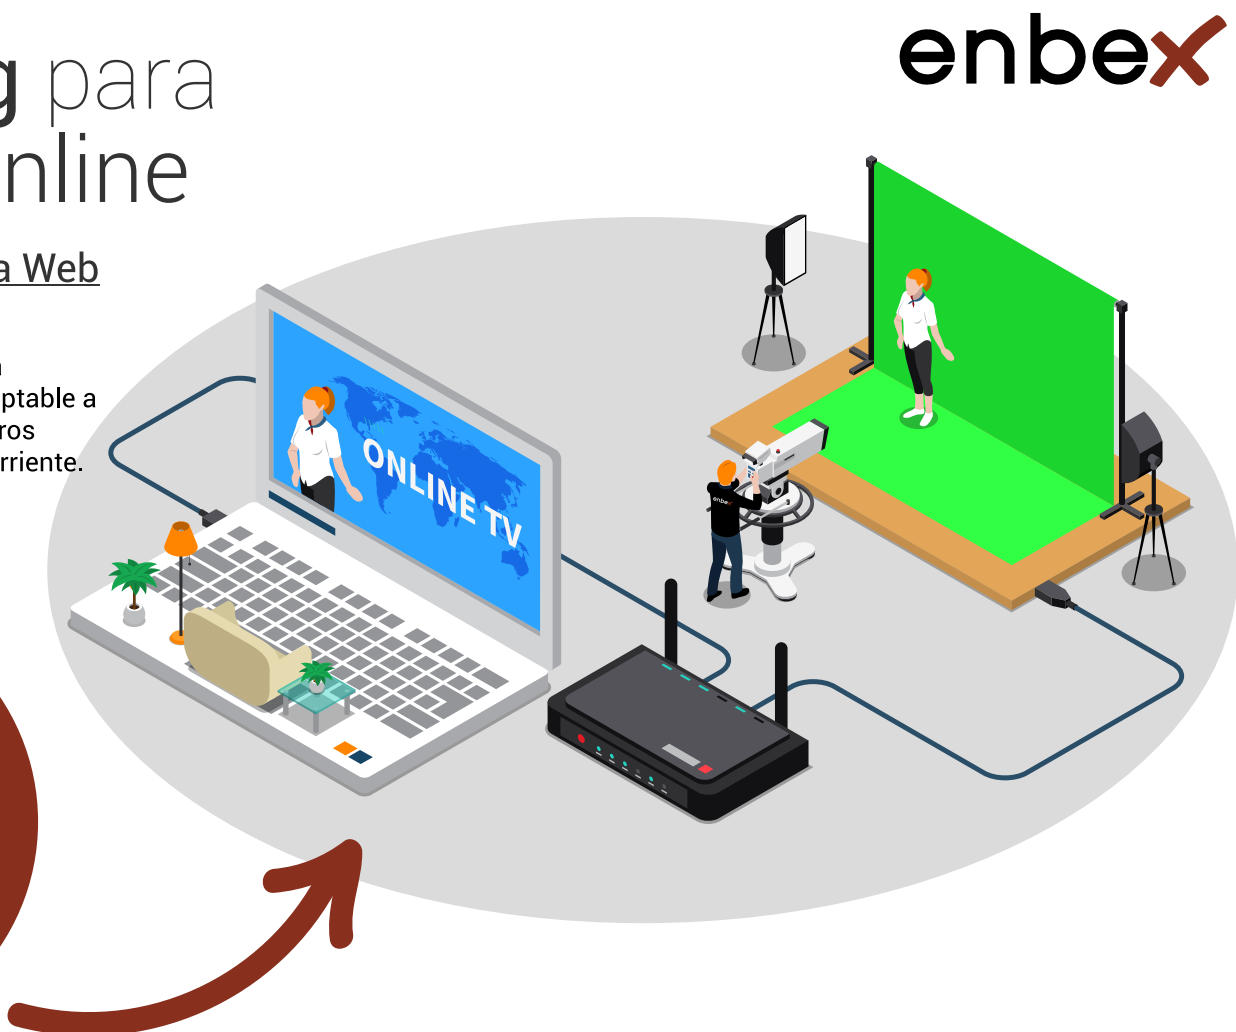 enbex
g para
nline
a Web
ptable a
ros
rriente.
ONLINE TV
enbex